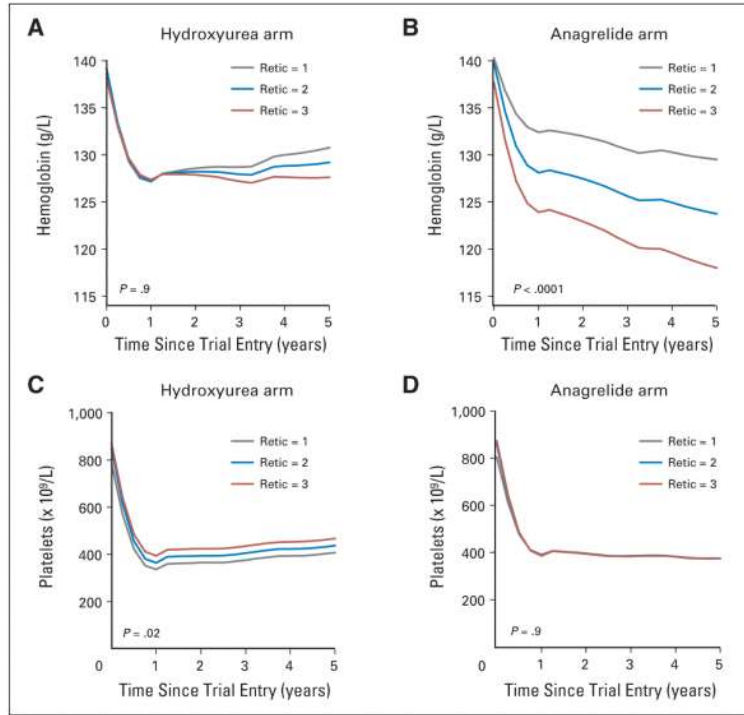 A
Hydroxyurea arm
Hemoglobin (g/L)
140
135
130
125
120
115
Retic = 1
Retic = 2
Retic = 3
P = .9
0 1 2 3 4 5
Time Since Trial Entry (years)
B
Anagrelide arm
Hemoglobin (g/L)
140
135
130
125
120
115
Retic = 1
Retic = 2
Retic = 3
P < .0001
0 1 2 3 4 5
Time Since Trial Entry (years)
C
Hydroxyurea arm
Platelets (x 10⁹/L)
1,000
800
600
400
200
Retic = 1
Retic = 2
Retic = 3
P = .02
0 1 2 3 4 5
Time Since Trial Entry (years)
D
Anagrelide arm
Platelets (x 10⁹/L)
1,000
800
600
400
200
Retic = 1
Retic = 2
Retic = 3
P = .9
0 1 2 3 4 5
Time Since Trial Entry (years)